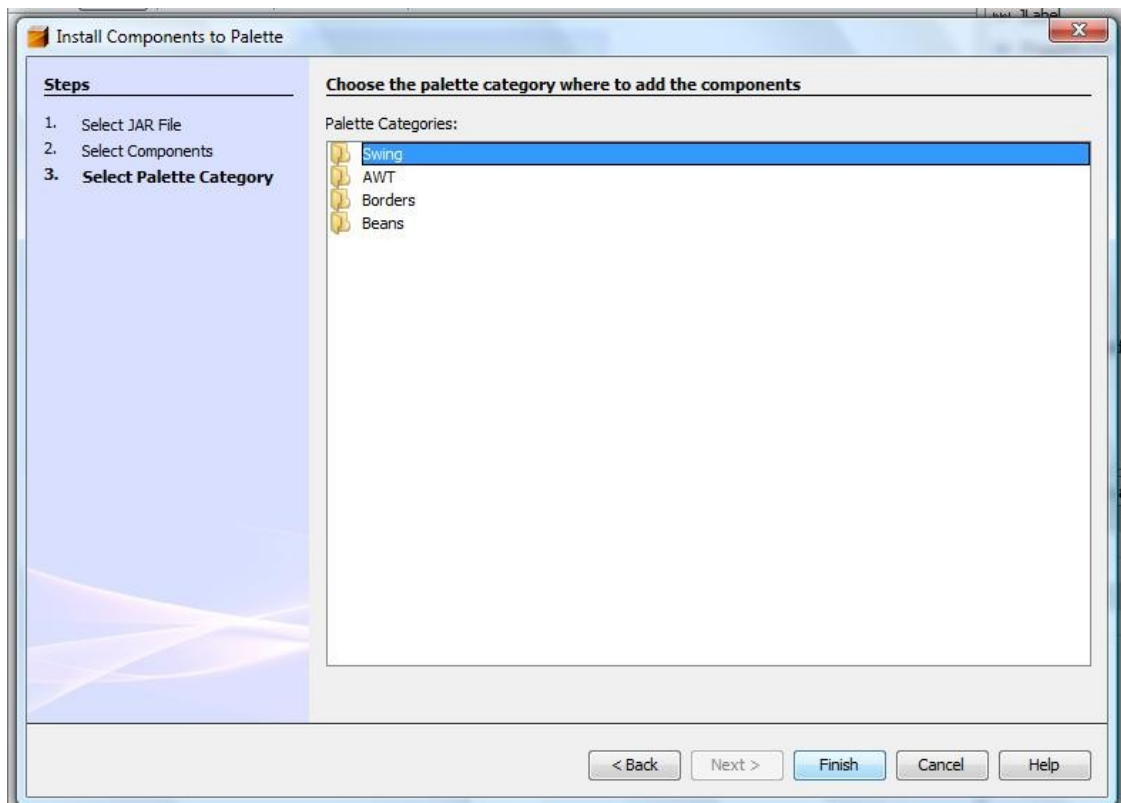 JLabel
Install Components to Palette
Steps
1. Select JAR File
2. Select Components
3. Select Palette Category
Choose the palette category where to add the components
Palette Categories:
Swing
AWT
Borders
Beans
< Back Next > Finish Cancel Help